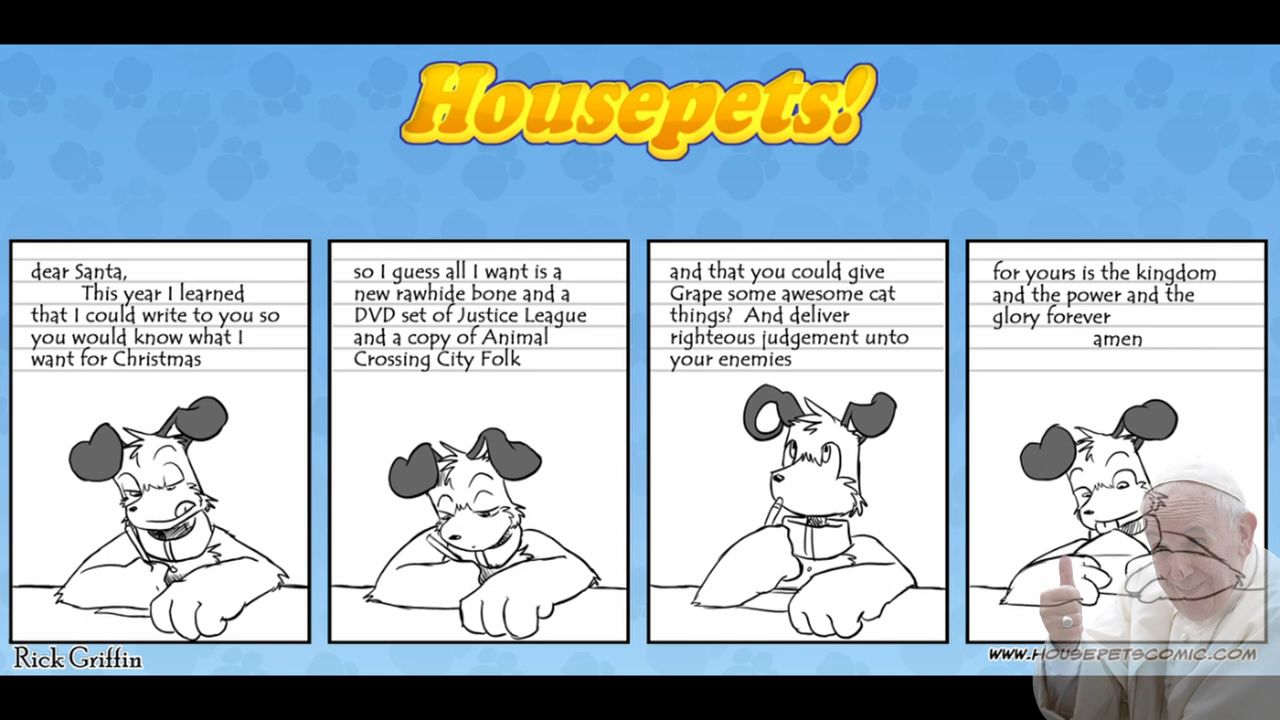 Housepets!
dear Santa,
This year I learned
that I could write to you so
you would know what I
want for Christmas
so I guess all I want is a
new rawhide bone and a
DVD set of Justice League
and a copy of Animal
Crossing City Folk
and that you could give
Grape some awesome cat
things? And deliver
righteous judgement unto
your enemies
for yours is the kingdom
and the power and the
glory forever
amen
Rick Griffin
www.housepetscomic.com